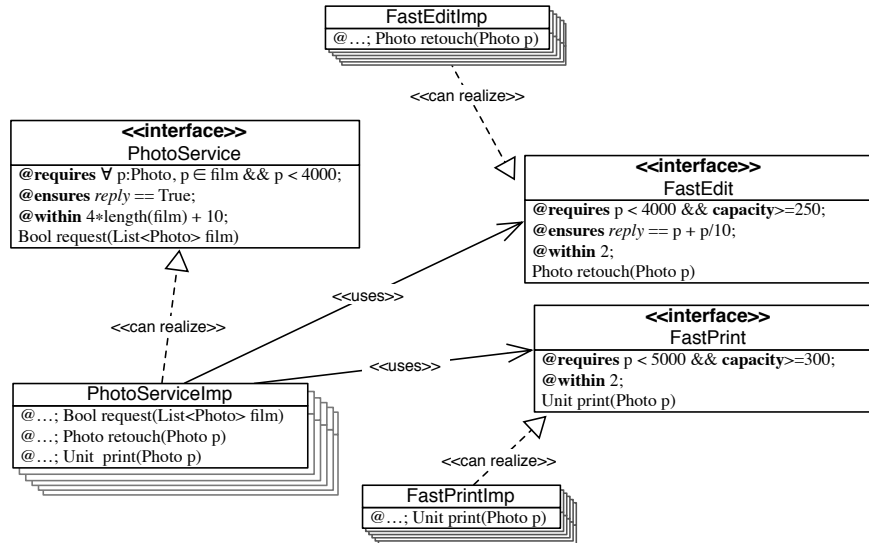 FastEditImp
@...; Photo retouch(Photo p)
<<can realize>>
<<interface>>
PhotoService
@requires ∀ p:Photo, p ∈ film && p < 4000;
@ensures reply == True;
@within 4*length(film) + 10;
Bool request(List<Photo> film)
<<interface>>
FastEdit
@requires p < 4000 && capacity>=250;
@ensures reply == p + p/10;
@within 2;
Photo retouch(Photo p)
<<uses>>
<<can realize>>
<<interface>>
FastPrint
@requires p < 5000 && capacity>=300;
@within 2;
Unit print(Photo p)
<<uses>>
PhotoServiceImp
@...; Bool request(List<Photo> film)
@...; Photo retouch(Photo p)
@...; Unit print(Photo p)
<<can realize>>
FastPrintImp
@...; Unit print(Photo p)